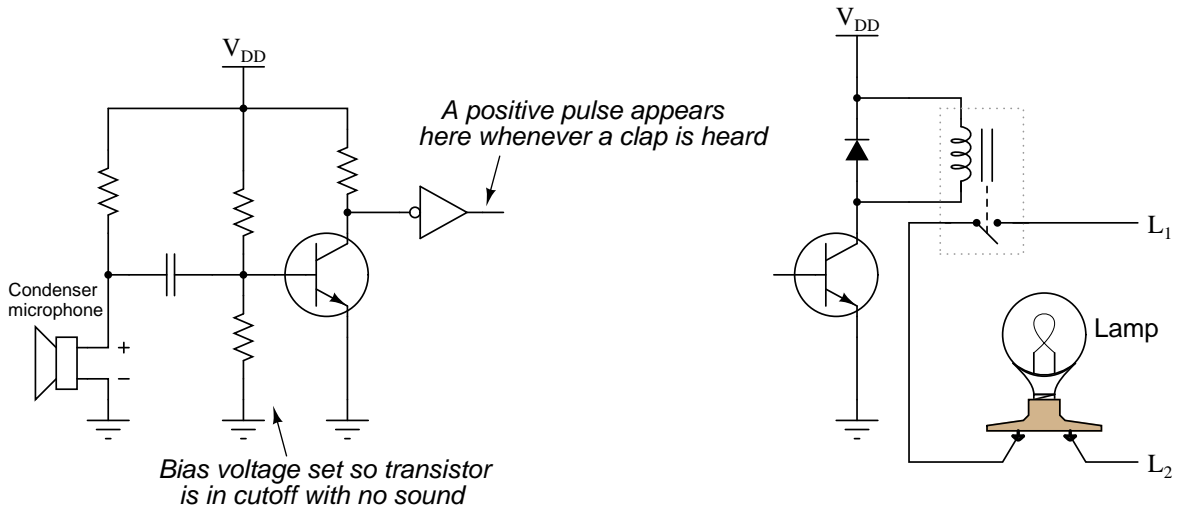 V_DD
A positive pulse appears
here whenever a clap is heard
Condenser
microphone
+
−
Bias voltage set so transistor
is in cutoff with no sound
V_DD
L_1
Lamp
L_2